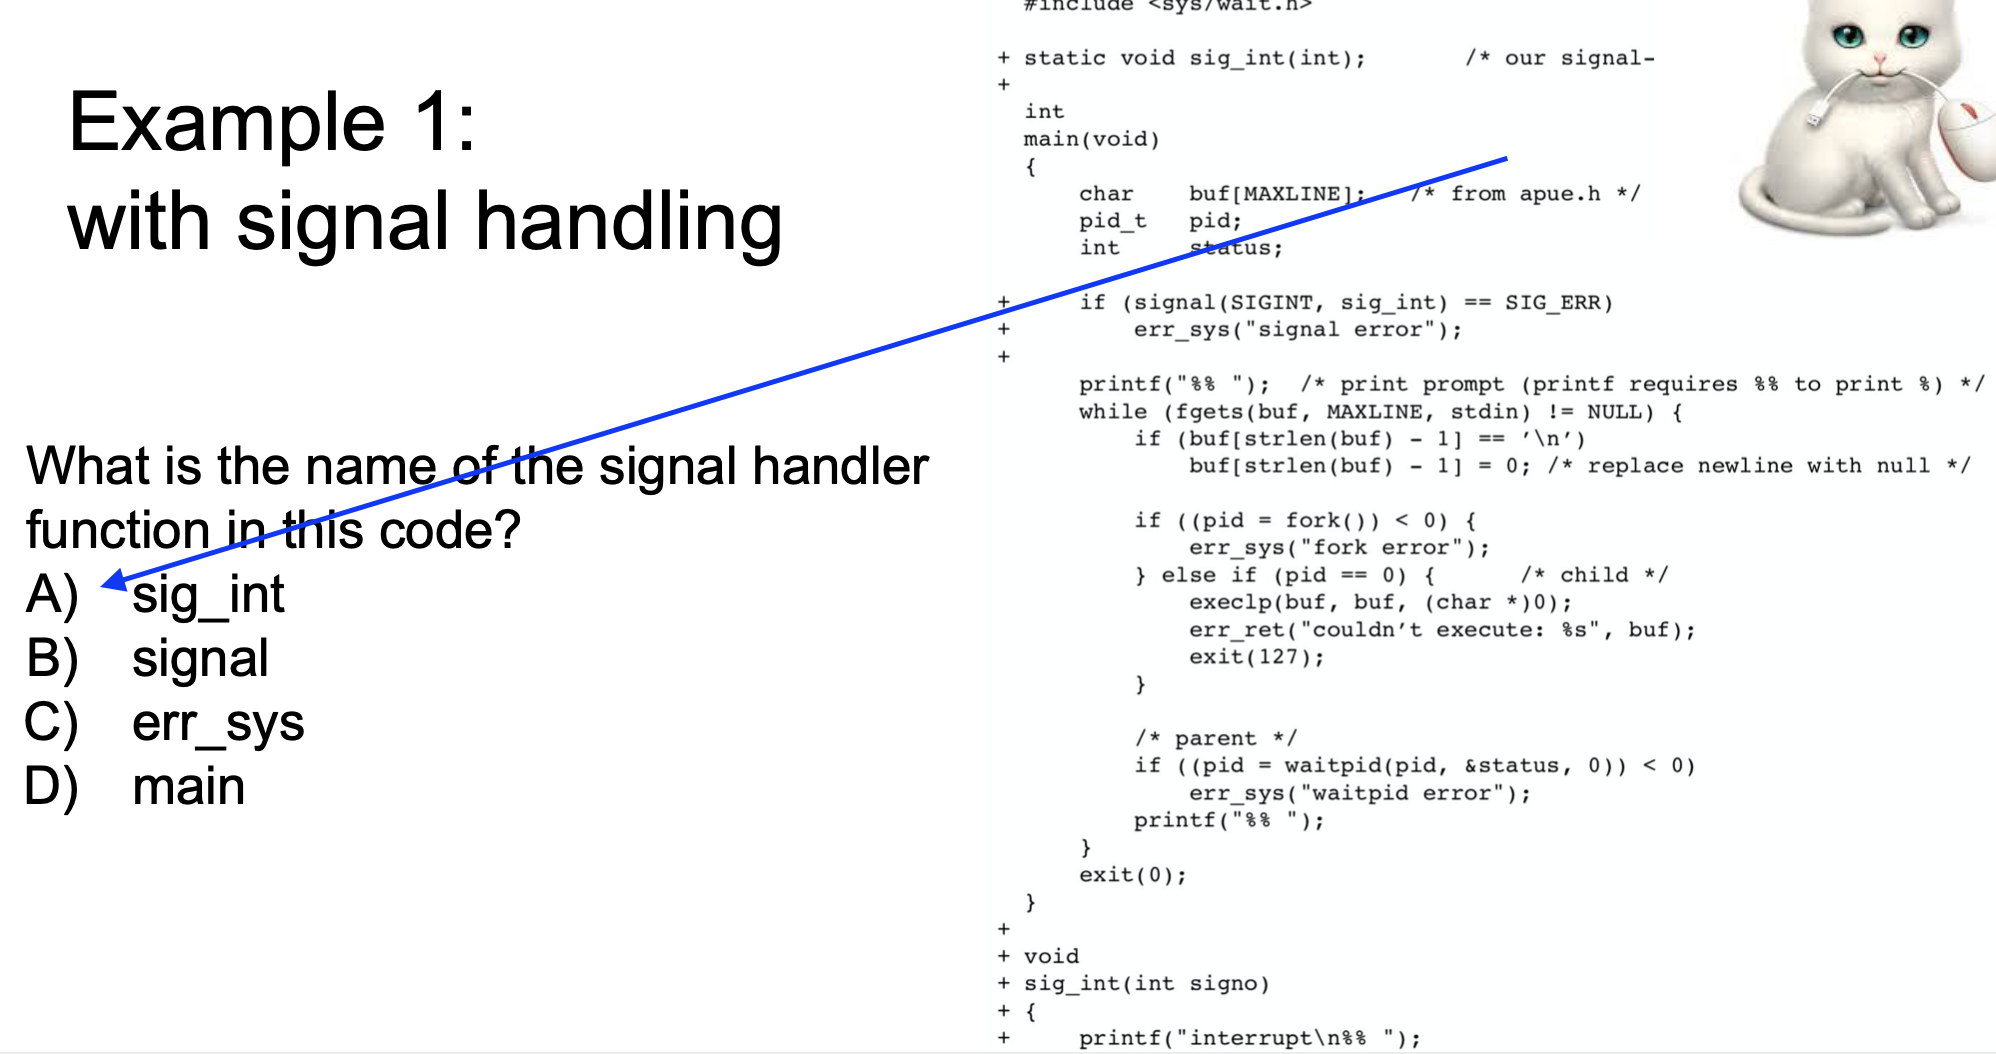 Example 1:
with signal handling
What is the name of the signal handler
function in this code?
A) sig_int
B) signal
C) err_sys
D) main
#include <sys/wait.h>
+ static void sig_int(int); /* our signal-
+
int
main(void)
{
char buf[MAXLINE]; /* from apue.h */
pid_t pid;
int status;
+ if (signal(SIGINT, sig_int) == SIG_ERR)
+ err_sys("signal error");
+
printf("%% "); /* print prompt (printf requires %% to print %) */
while (fgets(buf, MAXLINE, stdin) != NULL) {
if (buf[strlen(buf) - 1] == ’\n’)
buf[strlen(buf) - 1] = 0; /* replace newline with null */
if ((pid = fork()) < 0) {
err_sys("fork error");
} else if (pid == 0) { /* child */
execlp(buf, buf, (char *)0);
err_ret("couldn’t execute: %s", buf);
exit(127);
}
/* parent */
if ((pid = waitpid(pid, &status, 0)) < 0)
err_sys("waitpid error");
printf("%% ");
}
exit(0);
}
+
+ void
+ sig_int(int signo)
+ {
+ printf("interrupt\n%% ");